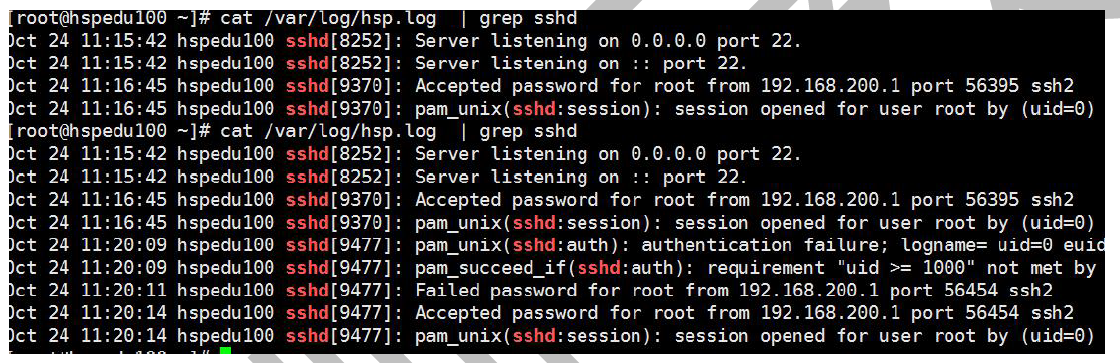 [root@hspedu100 ~]# cat /var/log/hsp.log  | grep sshd
Oct 24 11:15:42 hspedu100 sshd[8252]: Server listening on 0.0.0.0 port 22.
Oct 24 11:15:42 hspedu100 sshd[8252]: Server listening on :: port 22.
Oct 24 11:16:45 hspedu100 sshd[9370]: Accepted password for root from 192.168.200.1 port 56395 ssh2
Oct 24 11:16:45 hspedu100 sshd[9370]: pam_unix(sshd:session): session opened for user root by (uid=0)
[root@hspedu100 ~]# cat /var/log/hsp.log  | grep sshd
Oct 24 11:15:42 hspedu100 sshd[8252]: Server listening on 0.0.0.0 port 22.
Oct 24 11:15:42 hspedu100 sshd[8252]: Server listening on :: port 22.
Oct 24 11:16:45 hspedu100 sshd[9370]: Accepted password for root from 192.168.200.1 port 56395 ssh2
Oct 24 11:16:45 hspedu100 sshd[9370]: pam_unix(sshd:session): session opened for user root by (uid=0)
Oct 24 11:20:09 hspedu100 sshd[9477]: pam_unix(sshd:auth): authentication failure; logname= uid=0 euid
Oct 24 11:20:09 hspedu100 sshd[9477]: pam_succeed_if(sshd:auth): requirement "uid >= 1000" not met by
Oct 24 11:20:11 hspedu100 sshd[9477]: Failed password for root from 192.168.200.1 port 56454 ssh2
Oct 24 11:20:14 hspedu100 sshd[9477]: Accepted password for root from 192.168.200.1 port 56454 ssh2
Oct 24 11:20:14 hspedu100 sshd[9477]: pam_unix(sshd:session): session opened for user root by (uid=0)